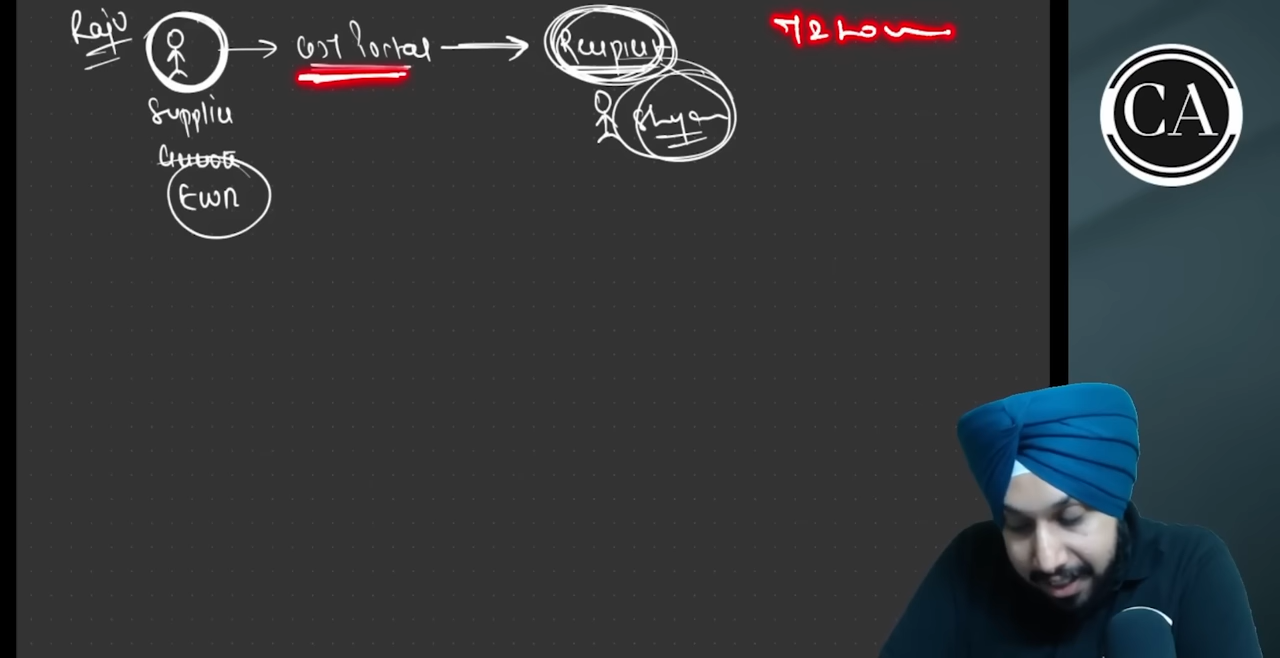 Raju
GST Portal
Recipient
72 hours
Supplier
Shyam
EWB
CA